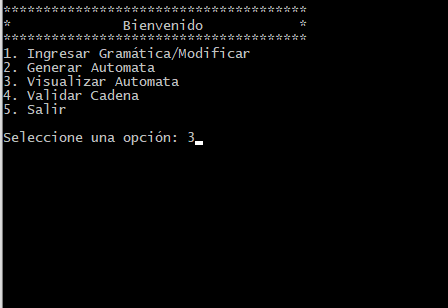 **************************************
* Bienvenido *
**************************************
1. Ingresar Gramática/Modificar
2. Generar Automata
3. Visualizar Automata
4. Validar Cadena
5. Salir
Seleccione una opción: 3